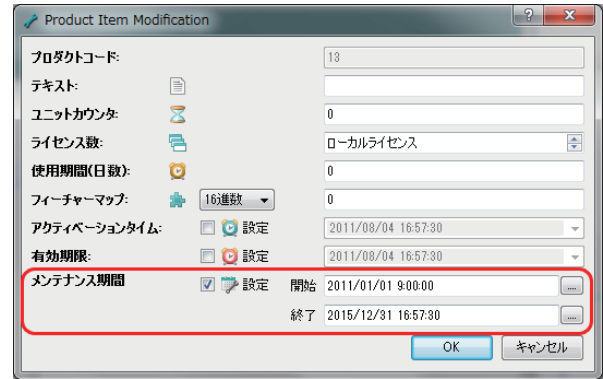 Product Item Modification
プロダクトコード: 13
テキスト:
ユニットカウンタ: 0
ライセンス数: ローカルライセンス
使用期間(日数): 0
フィーチャーマップ: 16進数 0
アクティベーションタイム: 設定 2011/08/04 16:57:30
有効期限: 設定 2011/08/04 16:57:30
メンテナンス期間 設定 開始 2011/01/01 9:00:00 ...
終了 2015/12/31 16:57:30 ...
OK キャンセル